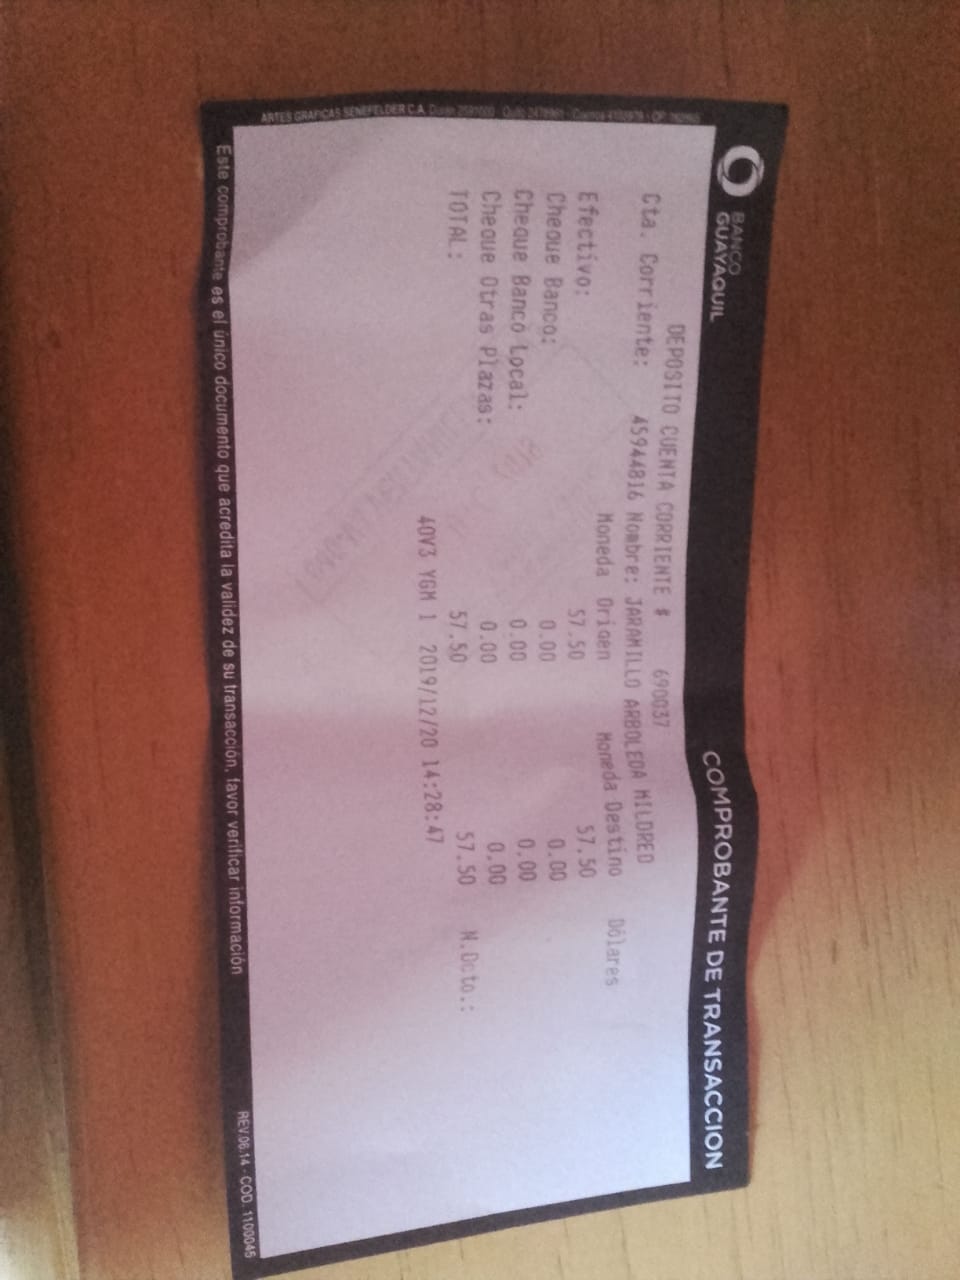 BANCO
GUAYAQUIL
COMPROBANTE DE TRANSACCION
DEPOSITO CUENTA CORRIENTE # 690037
Cta. Corriente: 45944816 Nombre: JARAMILLO ARBOLEDA MILDRED
Moneda Origen Moneda Destino Dólares
Efectivo: 57.50 57.50
Cheque Banco: 0.00 0.00
Cheque Banco Local: 0.00 0.00
Cheque Otras Plazas: 0.00 0.00
TOTAL: 57.50 57.50 N.Dcto.:
40V3 YGM 1 2019/12/20 14:28:47
Este comprobante es el único documento que acredita la validez de su transacción, favor verificar información
REV.06.14 - COD. 1100045
ARTES GRAFICAS SENEFELDER C.A.